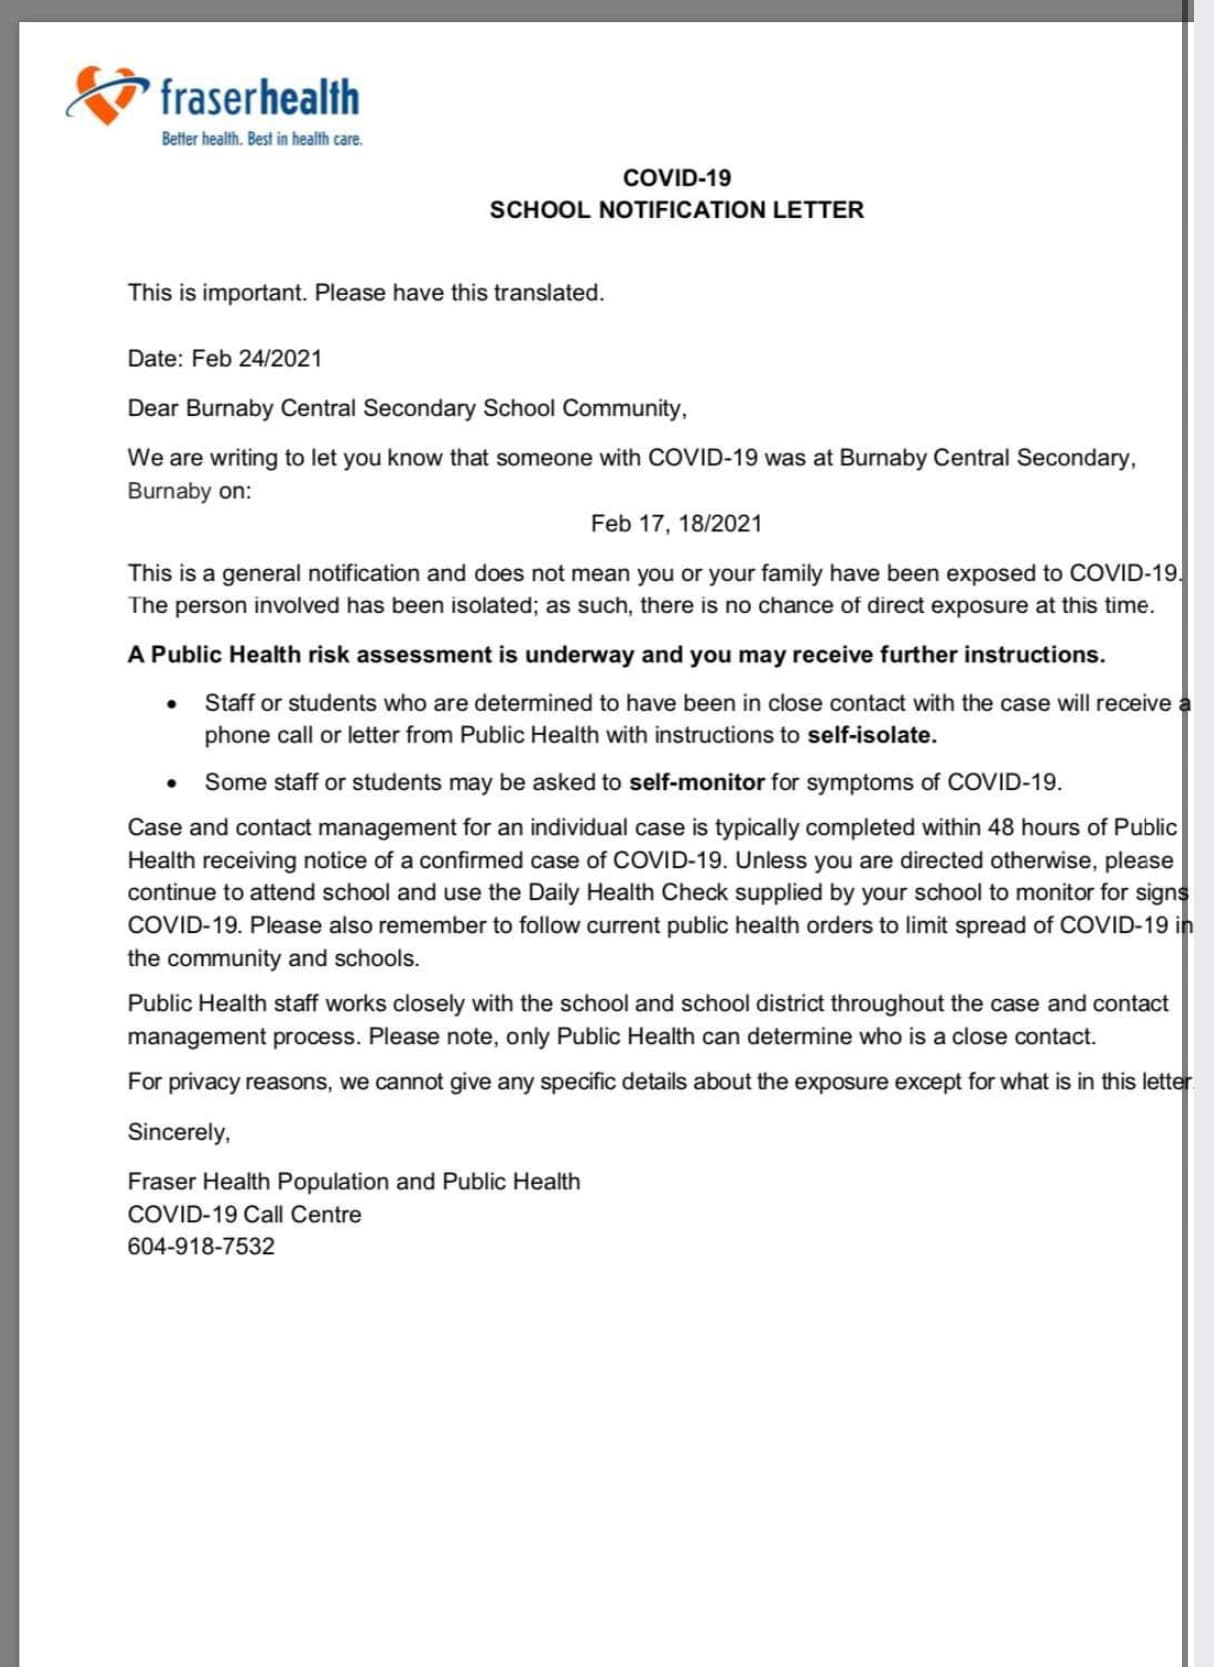 fraserhealth
Better health. Best in health care.
COVID-19
SCHOOL NOTIFICATION LETTER
This is important. Please have this translated.
Date: Feb 24/2021
Dear Burnaby Central Secondary School Community,
We are writing to let you know that someone with COVID-19 was at Burnaby Central Secondary,
Burnaby on:
Feb 17, 18/2021
This is a general notification and does not mean you or your family have been exposed to COVID-19.
The person involved has been isolated; as such, there is no chance of direct exposure at this time.
A Public Health risk assessment is underway and you may receive further instructions.
• Staff or students who are determined to have been in close contact with the case will receive a
phone call or letter from Public Health with instructions to self-isolate.
• Some staff or students may be asked to self-monitor for symptoms of COVID-19.
Case and contact management for an individual case is typically completed within 48 hours of Public
Health receiving notice of a confirmed case of COVID-19. Unless you are directed otherwise, please
continue to attend school and use the Daily Health Check supplied by your school to monitor for signs
COVID-19. Please also remember to follow current public health orders to limit spread of COVID-19 in
the community and schools.
Public Health staff works closely with the school and school district throughout the case and contact
management process. Please note, only Public Health can determine who is a close contact.
For privacy reasons, we cannot give any specific details about the exposure except for what is in this letter
Sincerely,
Fraser Health Population and Public Health
COVID-19 Call Centre
604-918-7532